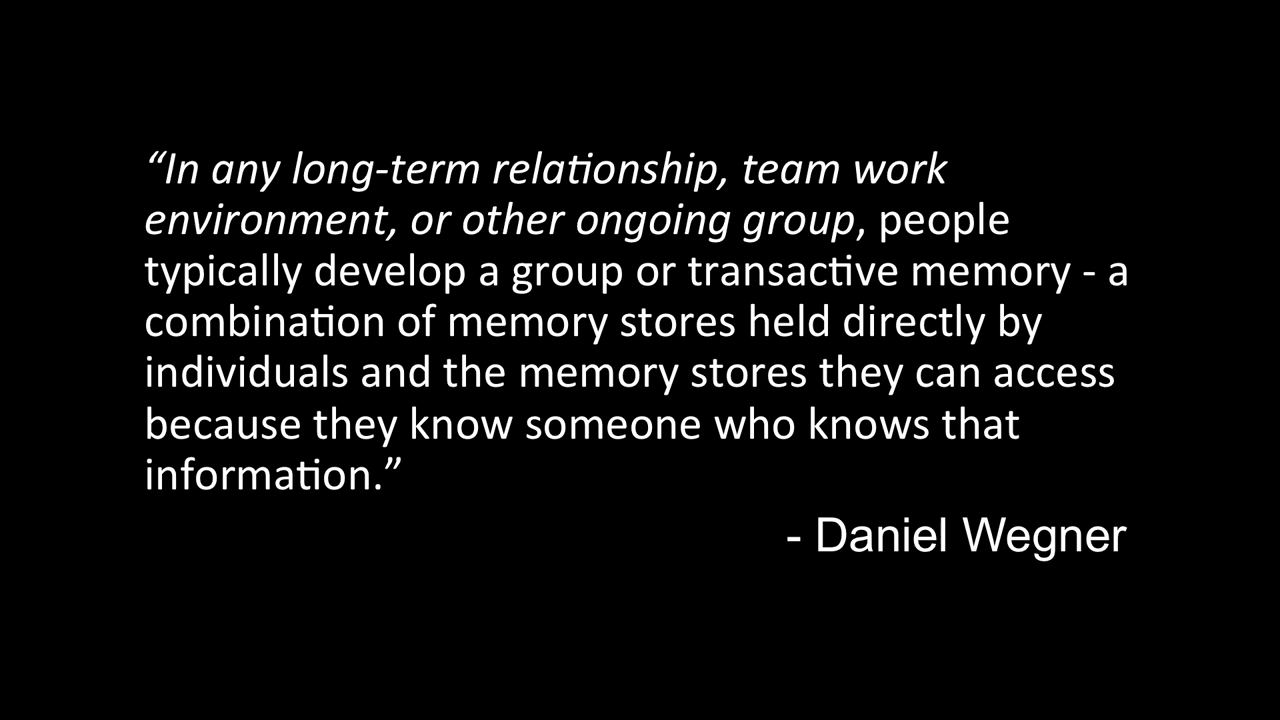 “In any long-term relationship, team work
environment, or other ongoing group, people
typically develop a group or transactive memory - a
combination of memory stores held directly by
individuals and the memory stores they can access
because they know someone who knows that
information.”
- Daniel Wegner